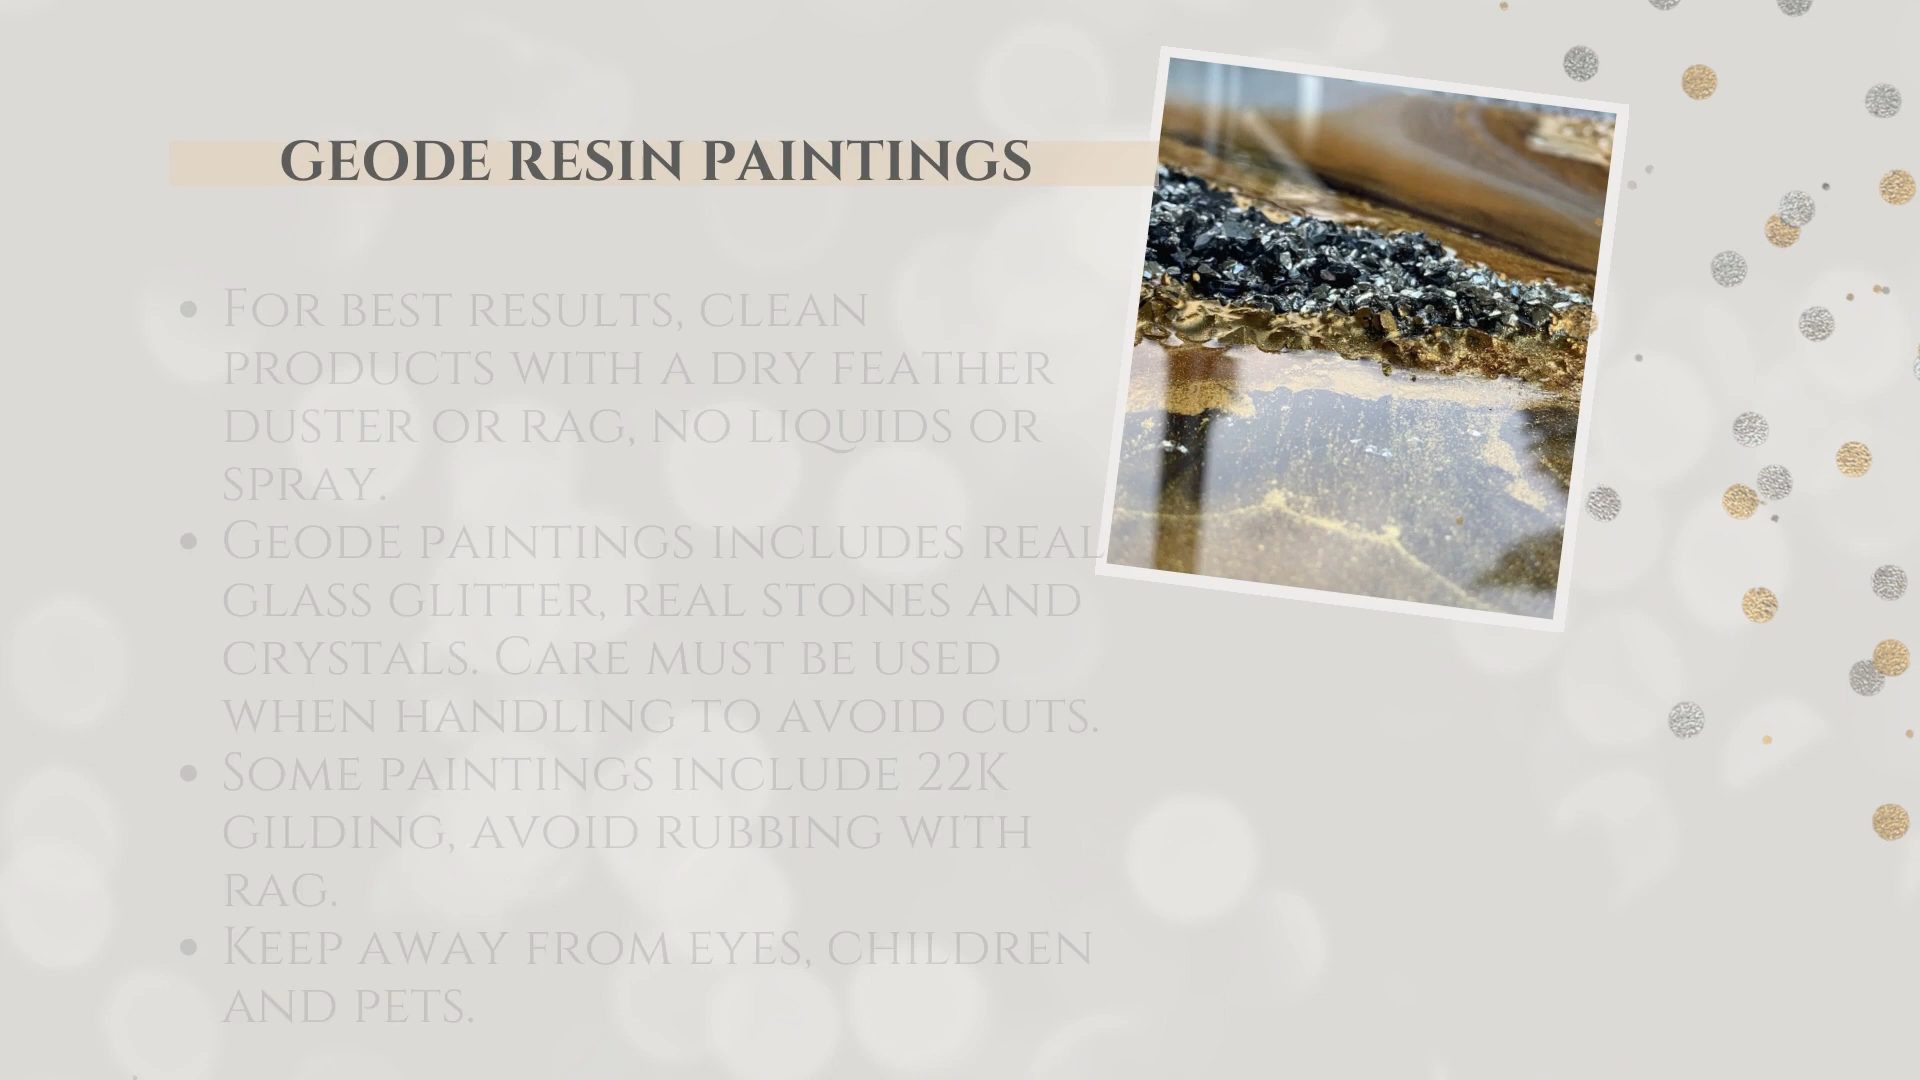 GEODE RESIN PAINTINGS
For best results, clean
products with a dry feather
duster or rag, no liquids or
spray.
Geode paintings includes real
glass glitter, real stones and
crystals. Care must be used
when handling to avoid cuts.
Some paintings include 22K
gilding, avoid rubbing with
rag.
Keep away from eyes, children
and pets.